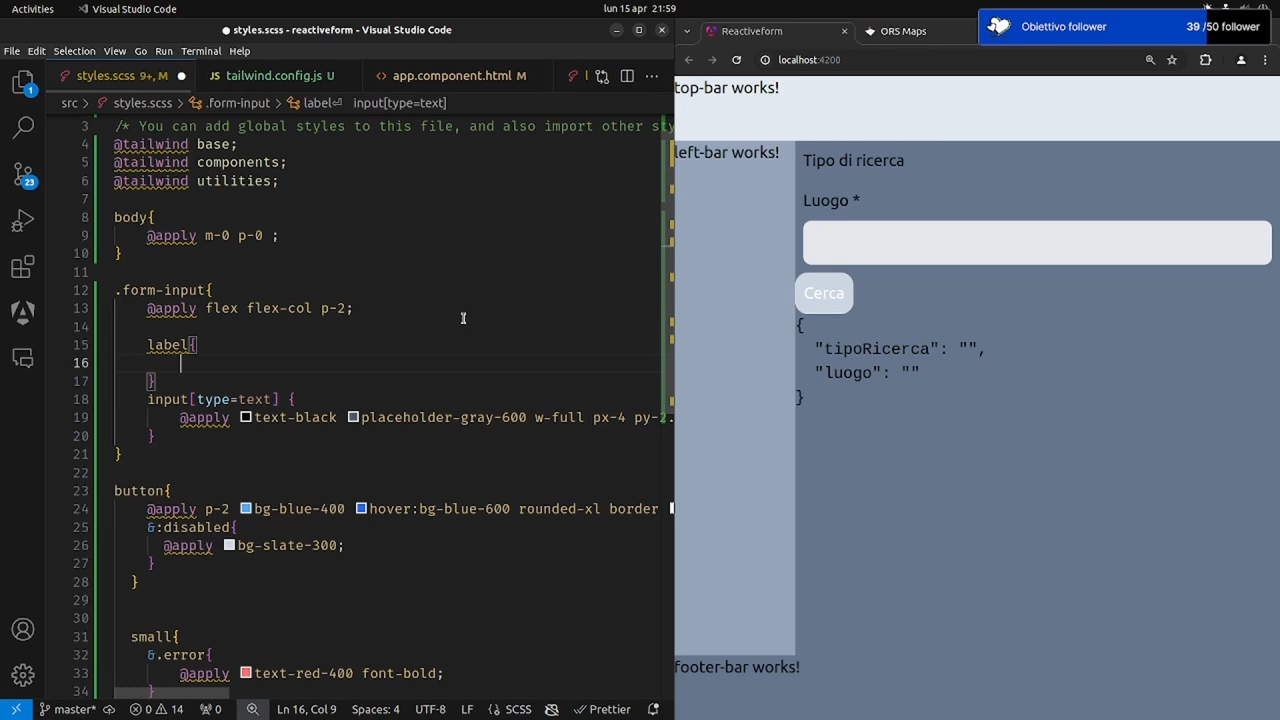 Activities
Visual Studio Code
lun 15 apr 21:59
styles.scss - reactiveform - Visual Studio Code
File Edit Selection View Go Run Terminal Help
styles.scss 9+, M
tailwind.config.js U
app.component.html M
src > styles.scss > .form-input > label input[type=text]
3 /* You can add global styles to this file, and also import other sty
4 @tailwind base;
5 @tailwind components;
6 @tailwind utilities;
7
8 body{
9 @apply m-0 p-0 ;
10 }
11
12 .form-input{
13 @apply flex flex-col p-2;
14
15 label{
16
17 }
18 input[type=text] {
19 @apply text-black placeholder-gray-600 w-full px-4 py-2.
20 }
21 }
22
23 button{
24 @apply p-2 bg-blue-400 hover:bg-blue-600 rounded-xl border
25 &:disabled{
26 @apply bg-slate-300;
27 }
28 }
29
30
31 small{
32 &.error{
33 @apply text-red-400 font-bold;
34 }
1
23
master*
0 14
0
Ln 16, Col 9
Spaces: 4
UTF-8
LF
{} SCSS
Prettier
Reactiveform
ORS Maps
Obiettivo follower
39 /50 follower
localhost:4200
top-bar works!
left-bar works!
Tipo di ricerca
Luogo *
Cerca
{
"tipoRicerca": "",
"luogo": ""
}
footer-bar works!